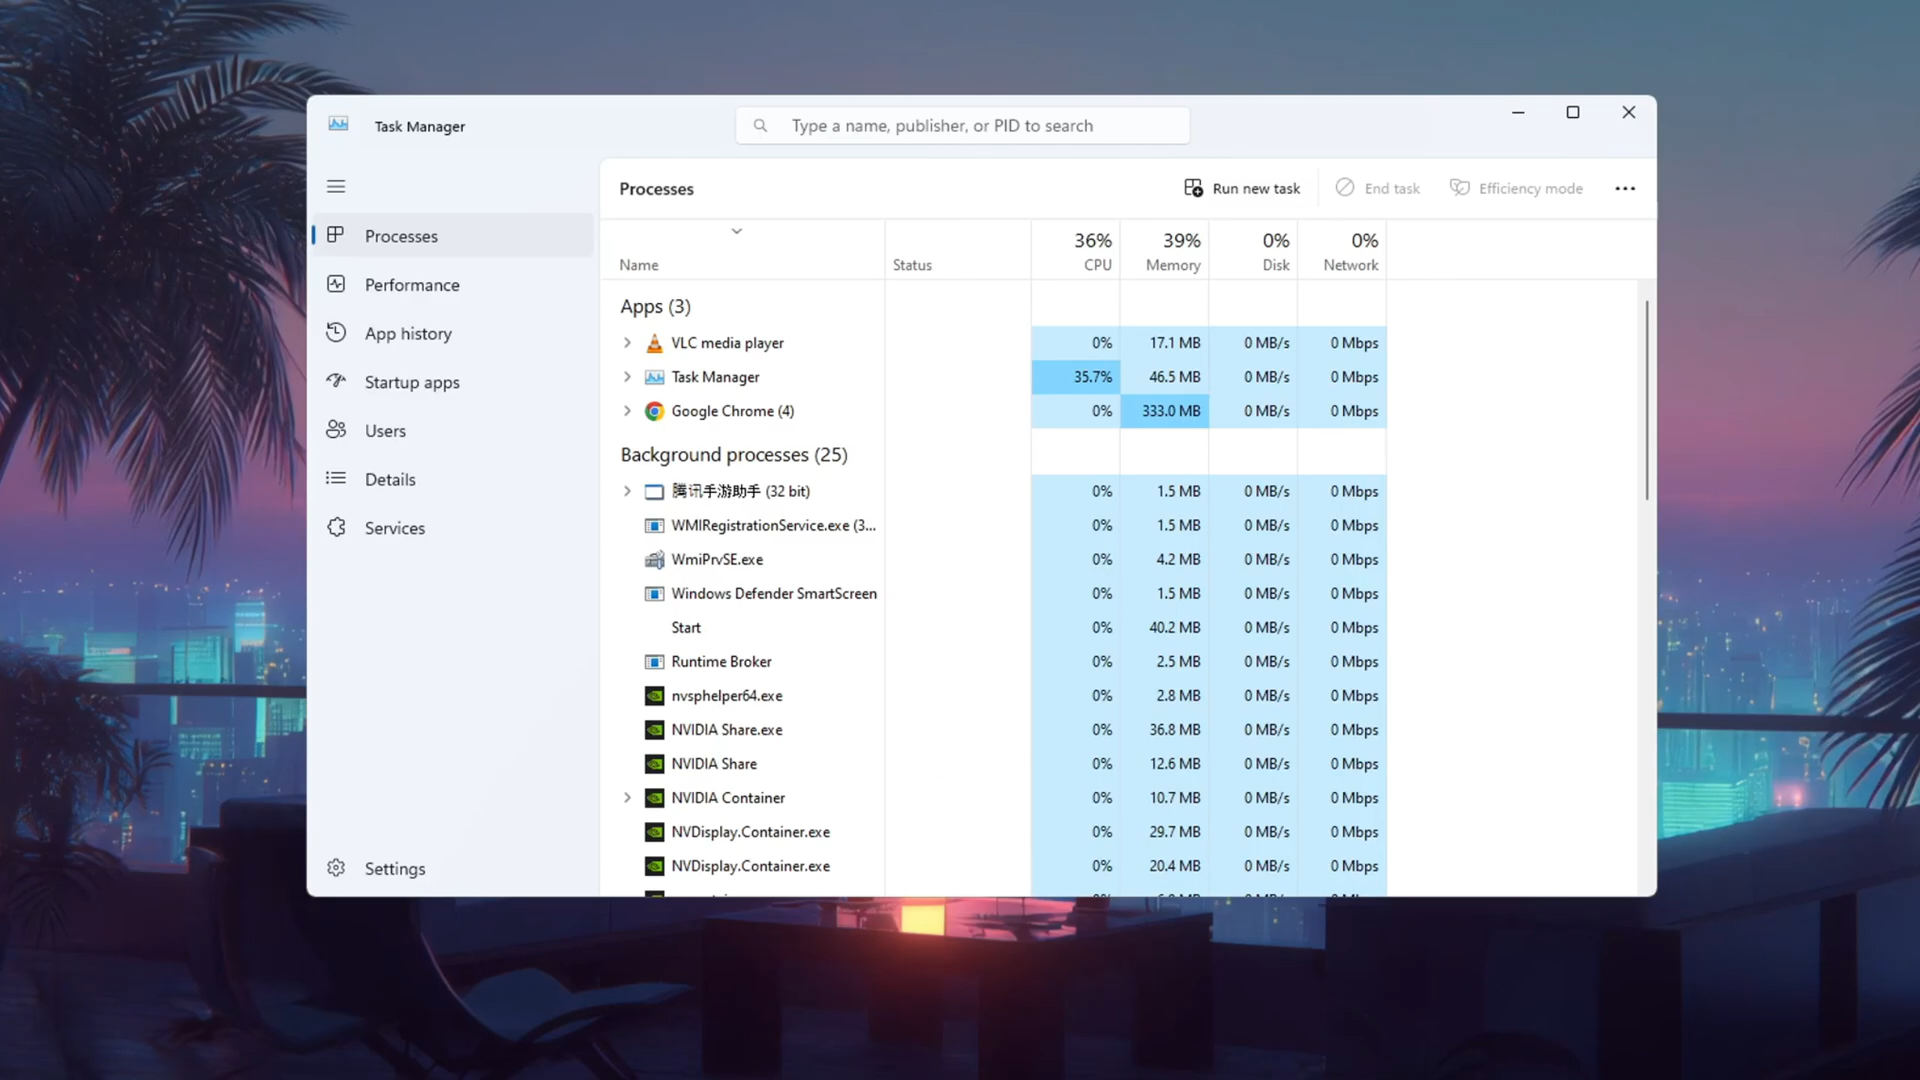 Task Manager
Type a name, publisher, or PID to search
Processes
Performance
App history
Startup apps
Users
Details
Services
Settings
Processes
Run new task
End task
Efficiency mode
Name
Status
36% CPU
39% Memory
0% Disk
0% Network
Apps (3)
VLC media player 0% 17.1 MB 0 MB/s 0 Mbps
Task Manager 35.7% 46.5 MB 0 MB/s 0 Mbps
Google Chrome (4) 0% 333.0 MB 0 MB/s 0 Mbps
Background processes (25)
腾讯手游助手 (32 bit) 0% 1.5 MB 0 MB/s 0 Mbps
WMIRegistrationService.exe (3... 0% 1.5 MB 0 MB/s 0 Mbps
WmiPrvSE.exe 0% 4.2 MB 0 MB/s 0 Mbps
Windows Defender SmartScreen 0% 1.5 MB 0 MB/s 0 Mbps
Start 0% 40.2 MB 0 MB/s 0 Mbps
Runtime Broker 0% 2.5 MB 0 MB/s 0 Mbps
nvsphelper64.exe 0% 2.8 MB 0 MB/s 0 Mbps
NVIDIA Share.exe 0% 36.8 MB 0 MB/s 0 Mbps
NVIDIA Share 0% 12.6 MB 0 MB/s 0 Mbps
NVIDIA Container 0% 10.7 MB 0 MB/s 0 Mbps
NVDisplay.Container.exe 0% 29.7 MB 0 MB/s 0 Mbps
NVDisplay.Container.exe 0% 20.4 MB 0 MB/s 0 Mbps